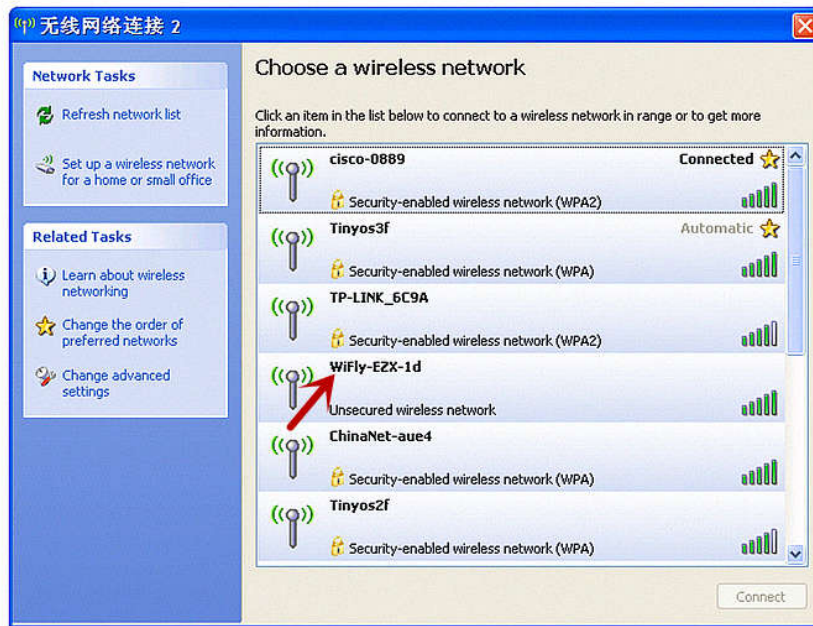 无线网络连接 2
Network Tasks
Refresh network list
Set up a wireless network
for a home or small office
Related Tasks
Learn about wireless
networking
Change the order of
preferred networks
Change advanced
settings
Choose a wireless network
Click an item in the list below to connect to a wireless network in range or to get more
information.
cisco-0889 Connected
Security-enabled wireless network (WPA2)
Tinyos3f Automatic
Security-enabled wireless network (WPA)
TP-LINK_6C9A
Security-enabled wireless network (WPA2)
WiFly-EZX-1d
Unsecured wireless network
ChinaNet-aue4
Security-enabled wireless network (WPA)
Tinyos2f
Security-enabled wireless network (WPA)
Connect